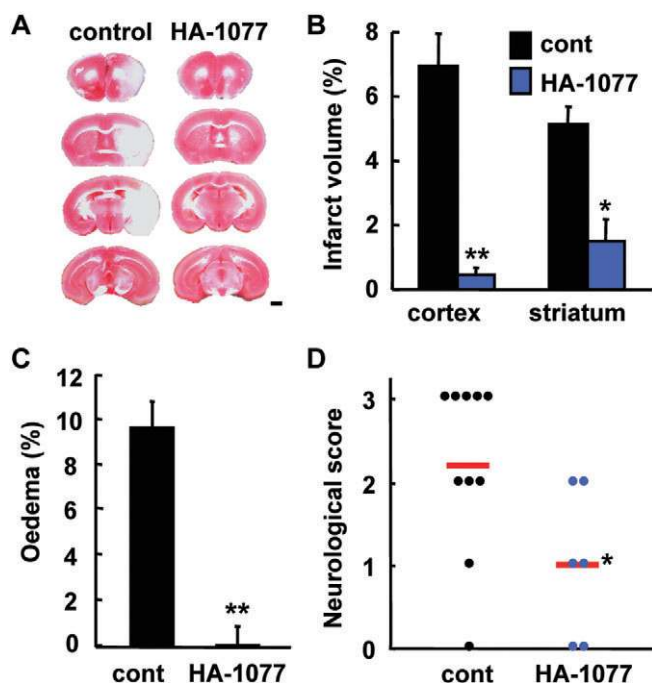 A
control HA-1077
B
Infarct volume (%)
8
6
4
2
0
cont
HA-1077
**
*
cortex striatum
C
Oedema (%)
12
10
8
6
4
2
0
**
cont HA-1077
D
Neurological score
3
2
1
0
*
cont HA-1077